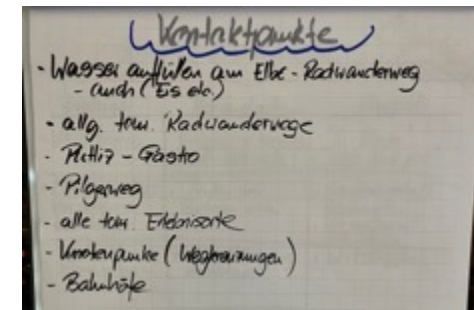 Kontaktpunkte
- Wasser auffüllen am Elbe-Radwanderweg
- auch (Eis etc.)
- allg. tour. Radwanderwege
- - Gastro
- Pilgerweg
- alle tour. Erlebnisorte
- Knotenpunkte (Wegkreuzungen)
- Bahnhöfe